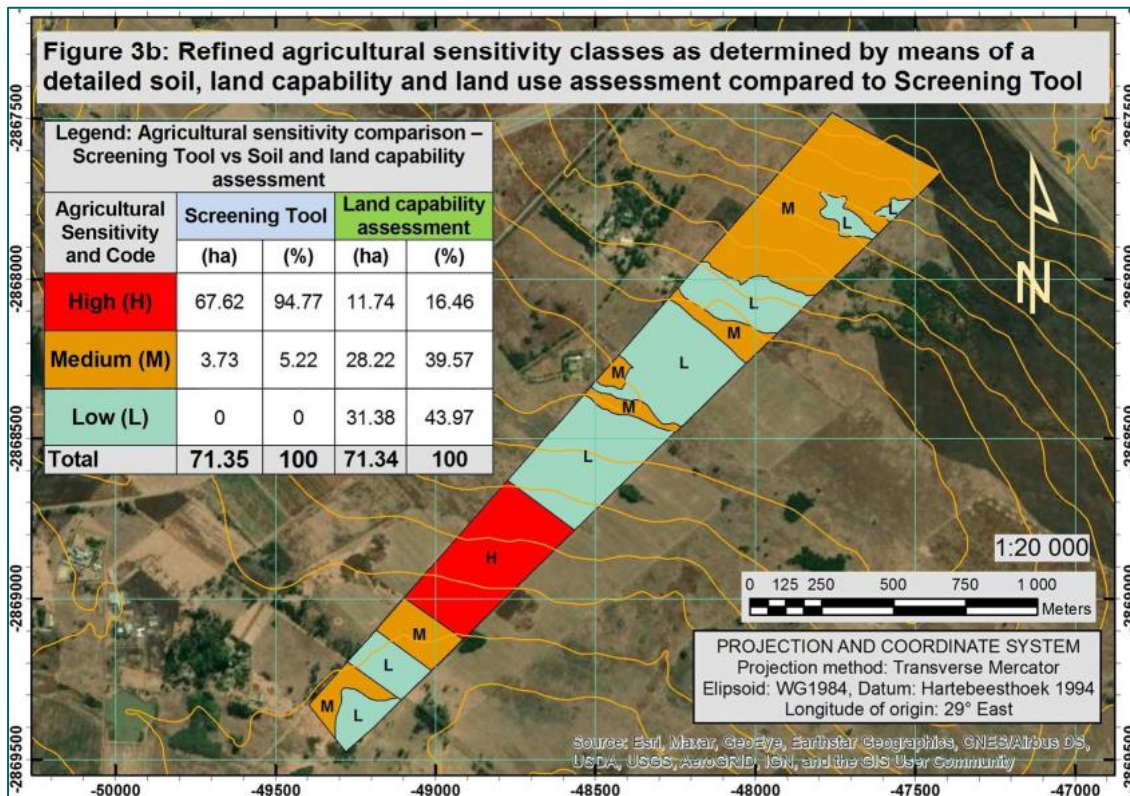 Figure 3b: Refined agricultural sensitivity classes as determined by means of a
detailed soil, land capability and land use assessment compared to Screening Tool
Legend: Agricultural sensitivity comparison –
Screening Tool vs Soil and land capability
assessment
Agricultural
Sensitivity
and Code
Screening Tool
Land capability
assessment
(ha) (%) (ha) (%)
High (H) 67.62 94.77 11.74 16.46
Medium (M) 3.73 5.22 28.22 39.57
Low (L) 0 0 31.38 43.97
Total 71.35 100 71.34 100
M
L
L
L
M
L
M
M
L
H
M
L
M
L
N
1:20 000
0 125 250 500 750 1 000
Meters
PROJECTION AND COORDINATE SYSTEM
Projection method: Transverse Mercator
Elipsoid: WG1984, Datum: Hartebeesthoek 1994
Longitude of origin: 29° East
Source: Esri, Maxar, GeoEye, Earthstar Geographics, CNES/Airbus DS,
USDA, USGS, AeroGRID, IGN, and the GIS User Community
-2867500
-2868000
-2868500
-2869000
-2869500
-2867500
-2868000
-2868500
-2869000
-2869500
-50000 -49500 -49000 -48500 -48000 -47500 -47000